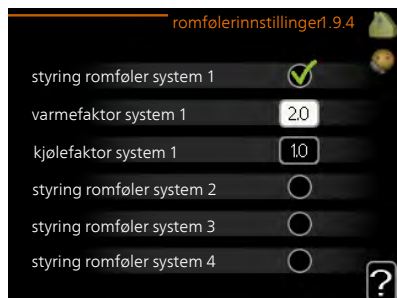 romfølerinnstillinger1.9.4
styring romføler system 1
varmefaktor system 1 2.0
kjølefaktor system 1 1.0
styring romføler system 2
styring romføler system 3
styring romføler system 4
?